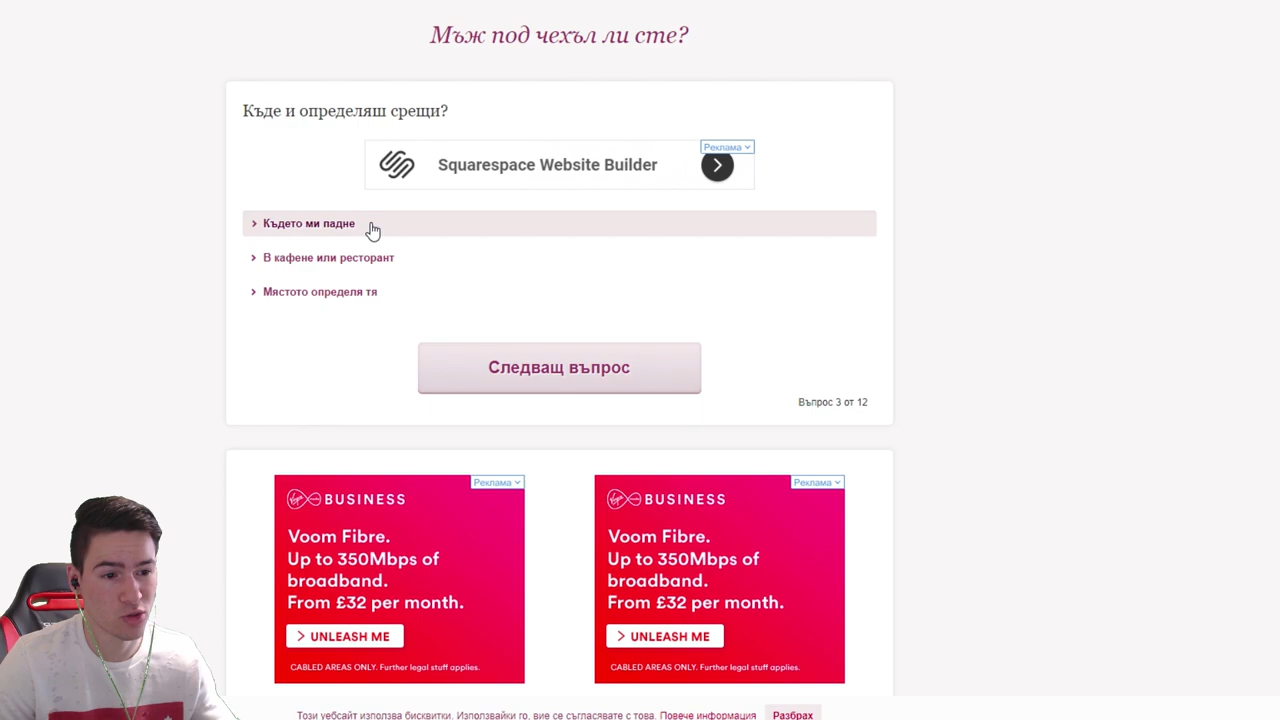 Мъж под чехъл ли сте?
Къде и определяш срещи?
Реклама
Squarespace Website Builder
Където ми падне
В кафене или ресторант
Мястото определя тя
Следващ въпрос
Въпрос 3 от 12
Реклама
BUSINESS
Voom Fibre.
Up to 350Mbps of
broadband.
From £32 per month.
UNLEASH ME
CABLED AREAS ONLY. Further legal stuff applies.
Реклама
BUSINESS
Voom Fibre.
Up to 350Mbps of
broadband.
From £32 per month.
UNLEASH ME
CABLED AREAS ONLY. Further legal stuff applies.
Този уебсайт използва бисквитки. Използвайки го, вие се съгласявате с това. Повече информация Разбрах